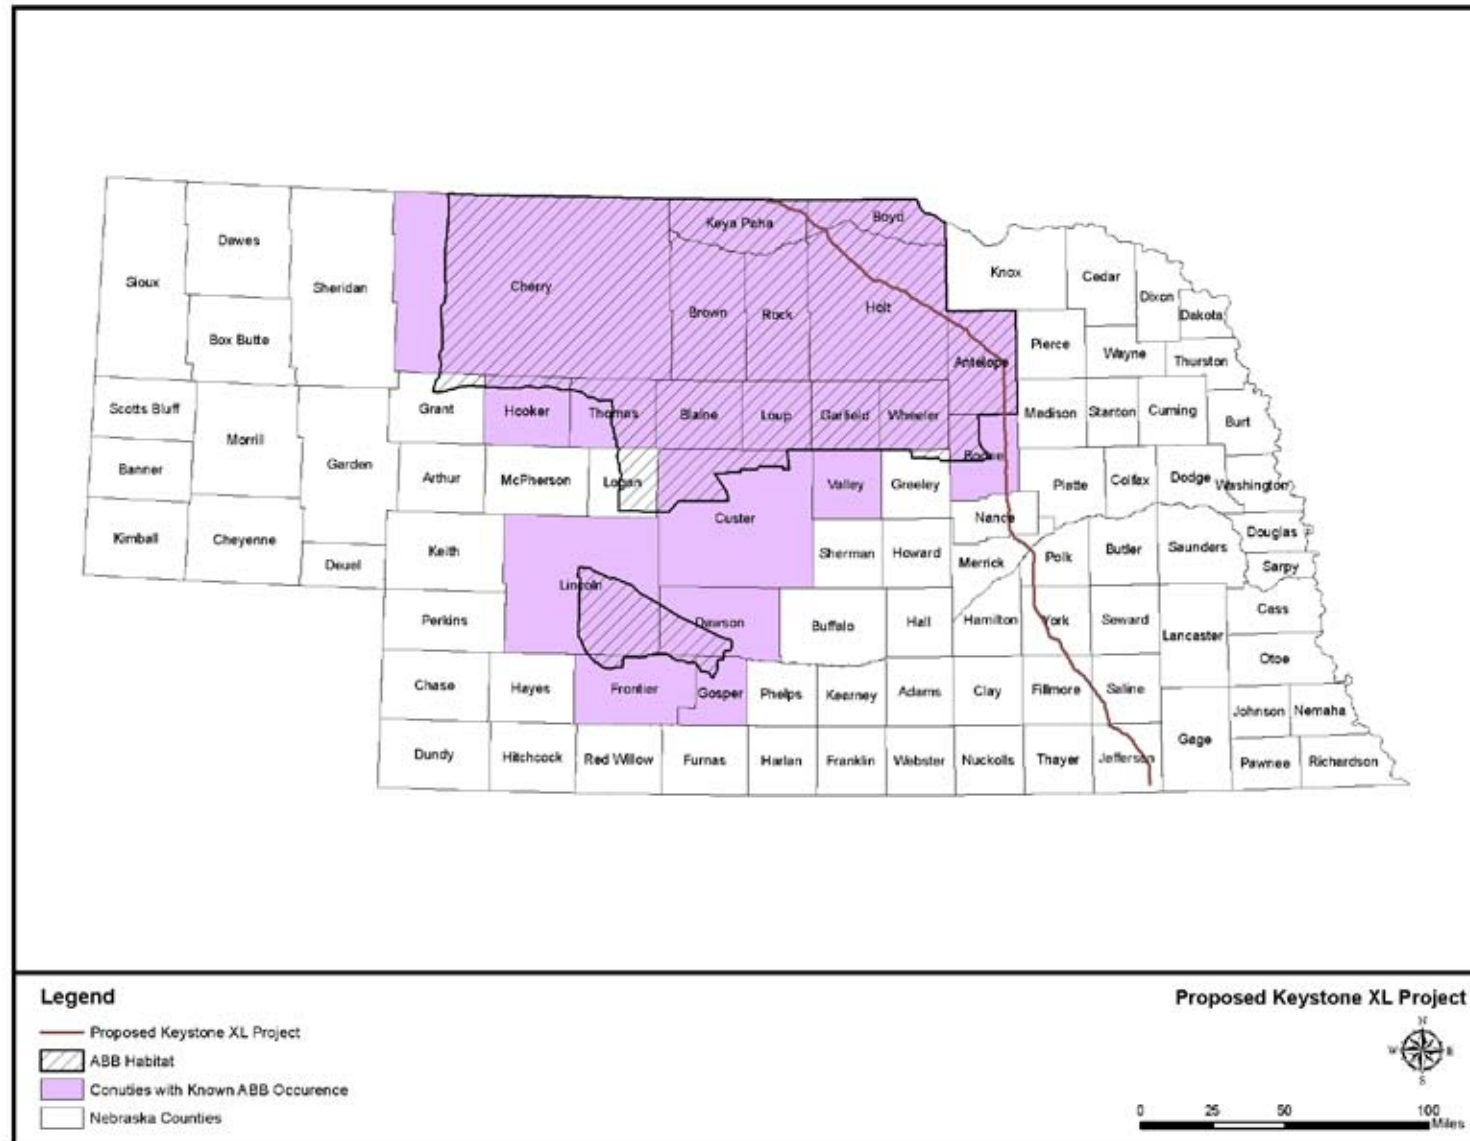 Boyd
Keya Paha
Dawes
Knox
Cedar
Sioux
Cherry
Sheridan
Dixon
Holt
Brown
Rock
Dakota
Box Butte
Pierce
Wayne
Antelope
Thurston
Scotts Bluff
Grant
Hooker
Thomas
Blaine
Loup
Garfield
Wheeler
Madison
Stanton
Cuming
Burt
Morrill
Banner
Garden
Arthur
McPherson
Logan
Valley
Greeley
Boone
Platte
Colfax
Dodge
Washington
Custer
Nance
Kimball
Cheyenne
Keith
Deuel
Sherman
Howard
Merrick
Polk
Butler
Saunders
Douglas
Sarpy
Lincoln
Perkins
Dawson
Buffalo
Hall
Hamilton
York
Seward
Lancaster
Cass
Otoe
Chase
Hayes
Frontier
Gosper
Phelps
Kearney
Adams
Clay
Fillmore
Saline
Johnson
Nemaha
Gage
Dundy
Hitchcock
Red Willow
Furnas
Harlan
Franklin
Webster
Nuckolls
Thayer
Jefferson
Pawnee
Richardson
Legend
Proposed Keystone XL Project
ABB Habitat
Conuties with Known ABB Occurence
Nebraska Counties
Proposed Keystone XL Project
N
W E
S
0 25 50 100
Miles